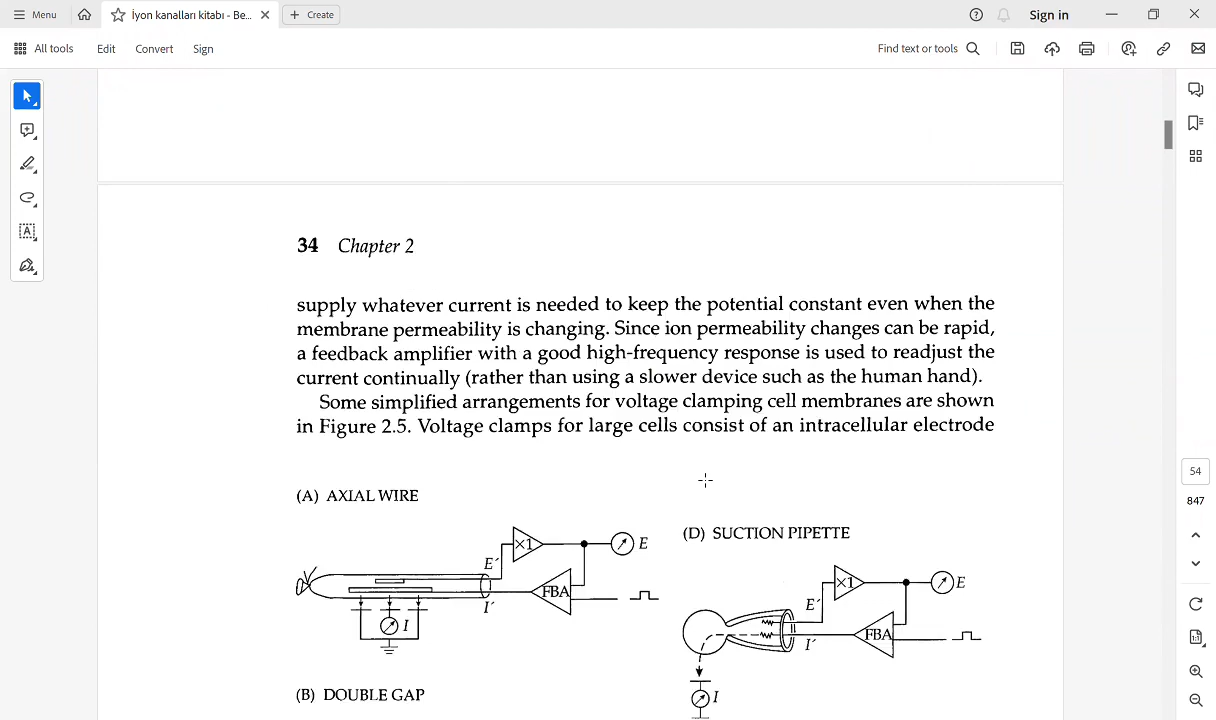 Menu
İyon kanalları kitabı - Be...
Create
Sign in
All tools
Edit
Convert
Sign
Find text or tools
34 Chapter 2
supply whatever current is needed to keep the potential constant even when the
membrane permeability is changing. Since ion permeability changes can be rapid,
a feedback amplifier with a good high-frequency response is used to readjust the
current continually (rather than using a slower device such as the human hand).
Some simplified arrangements for voltage clamping cell membranes are shown
in Figure 2.5. Voltage clamps for large cells consist of an intracellular electrode
(A) AXIAL WIRE
×1
E
E´
FBA
I´
I
(D) SUCTION PIPETTE
×1
E
E´
FBA
I´
I
(B) DOUBLE GAP
54
847
1:1